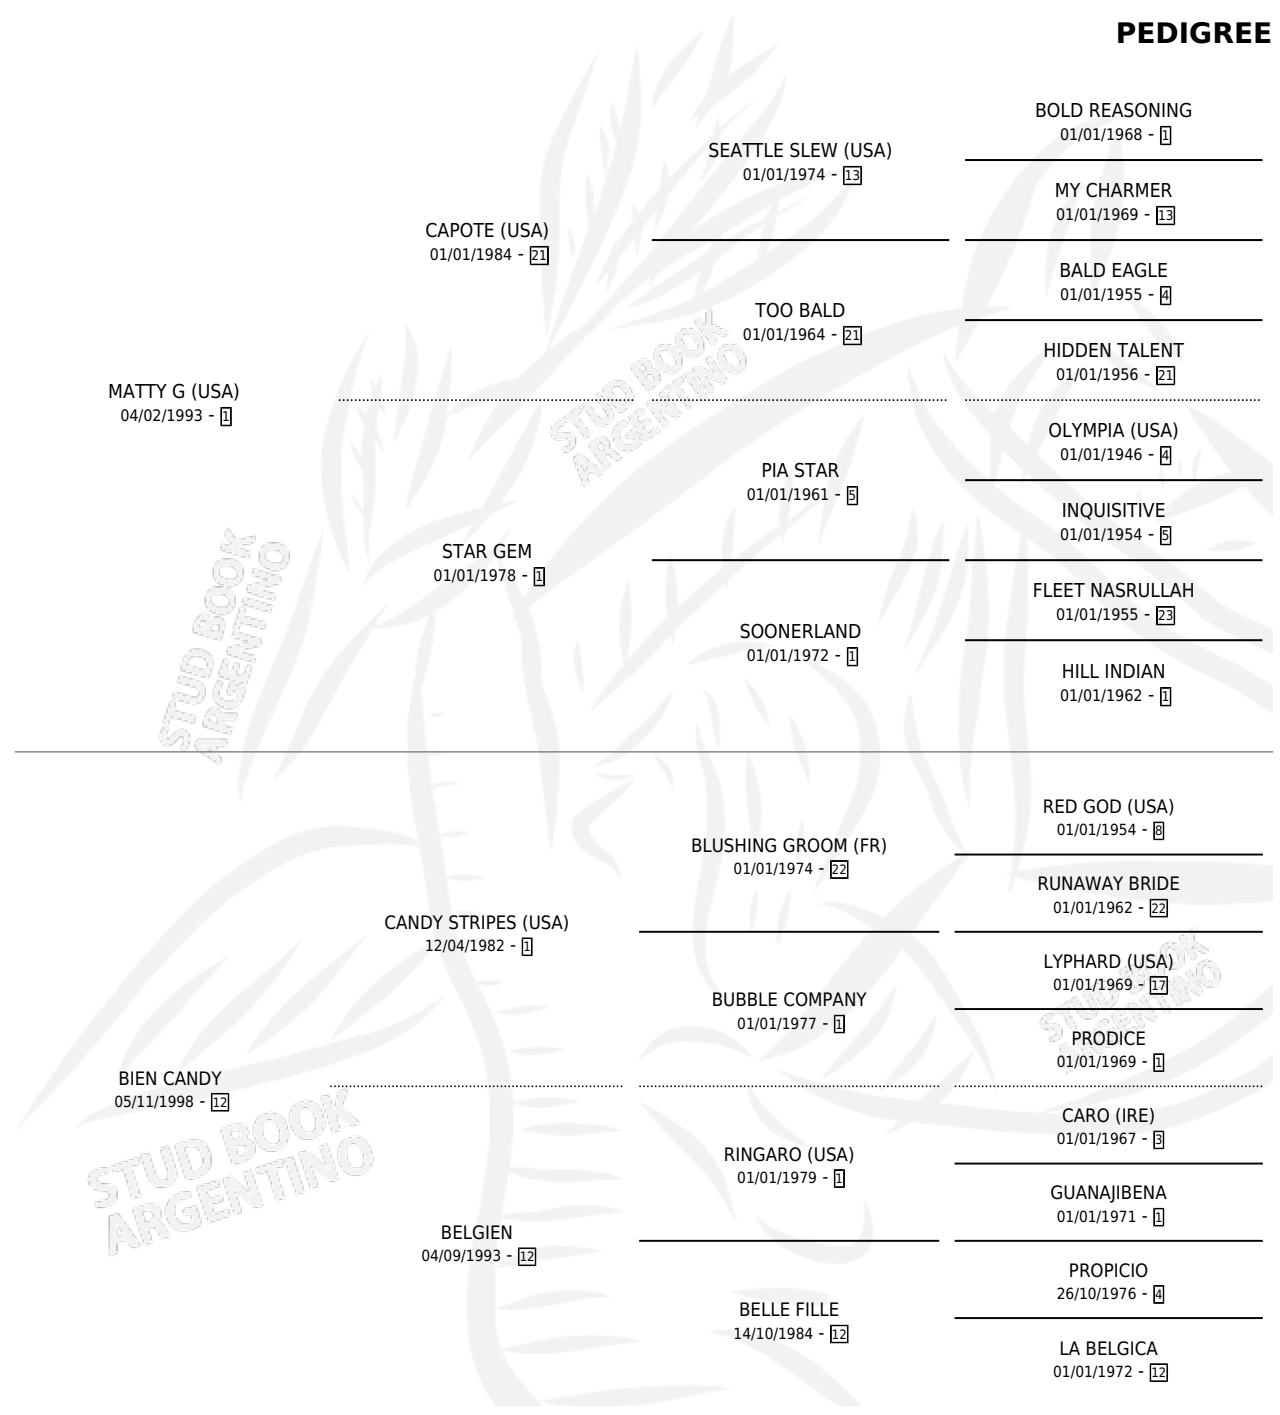 PEDIGREE
BOLD REASONING
01/01/1968 - 1
SEATTLE SLEW (USA)
01/01/1974 - 13
MY CHARMER
01/01/1969 - 13
CAPOTE (USA)
01/01/1984 - 21
BALD EAGLE
01/01/1955 - 4
TOO BALD
01/01/1964 - 21
HIDDEN TALENT
01/01/1956 - 21
MATTY G (USA)
04/02/1993 - 1
STUD BOOK
ARGENTINO
OLYMPIA (USA)
01/01/1946 - 4
PIA STAR
01/01/1961 - 5
INQUISITIVE
01/01/1954 - 5
STAR GEM
01/01/1978 - 1
FLEET NASRULLAH
01/01/1955 - 23
SOONERLAND
01/01/1972 - 1
HILL INDIAN
01/01/1962 - 1
STUD BOOK
ARGENTINO
RED GOD (USA)
01/01/1954 - 8
BLUSHING GROOM (FR)
01/01/1974 - 22
RUNAWAY BRIDE
01/01/1962 - 22
CANDY STRIPES (USA)
12/04/1982 - 1
LYPHARD (USA)
01/01/1969 - 17
BUBBLE COMPANY
01/01/1977 - 1
STUD BOOK
ARGENTINO
PRODICE
01/01/1969 - 1
BIEN CANDY
05/11/1998 - 12
CARO (IRE)
01/01/1967 - 3
RINGARO (USA)
01/01/1979 - 1
STUD BOOK
ARGENTINO
GUANAJIBENA
01/01/1971 - 1
BELGIEN
04/09/1993 - 12
PROPICIO
26/10/1976 - 4
BELLE FILLE
14/10/1984 - 12
LA BELGICA
01/01/1972 - 12